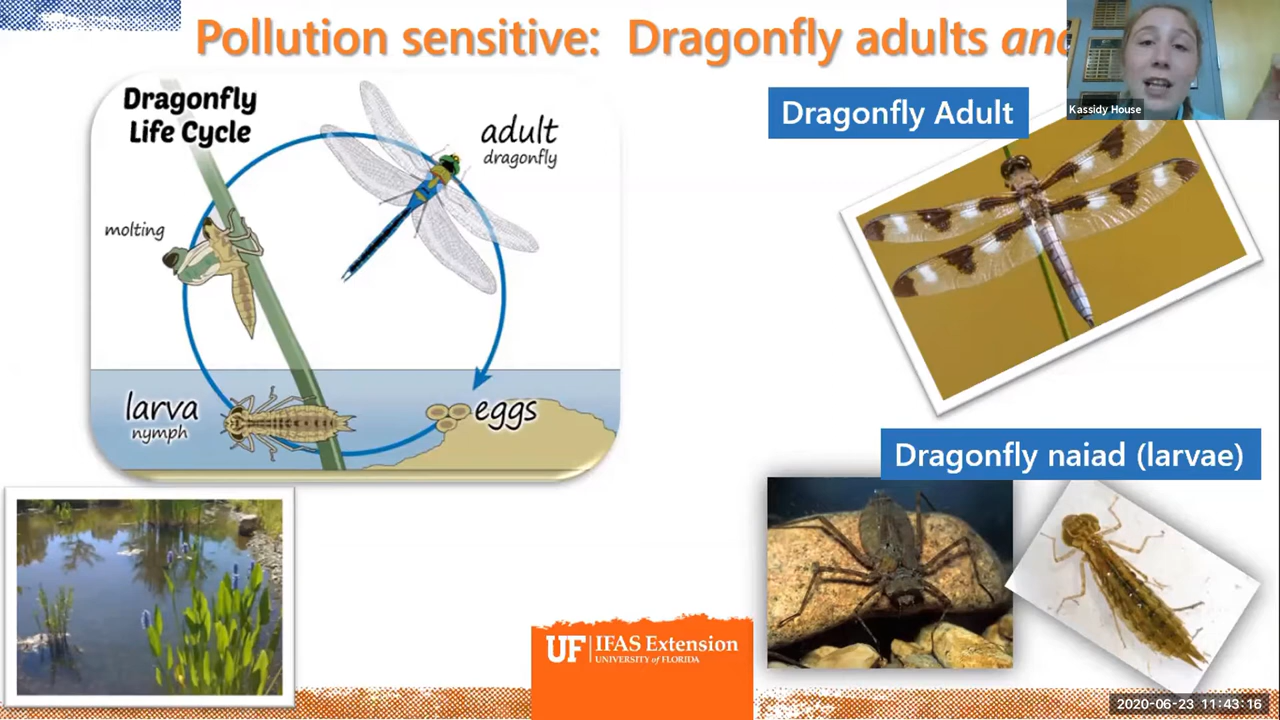 Pollution sensitive: Dragonfly adults and
Kassidy House
Dragonfly
Life Cycle
adult
dragonfly
molting
larva
nymph
eggs
Dragonfly Adult
Dragonfly naiad (larvae)
UF IFAS Extension
UNIVERSITY of FLORIDA
2020-06-23 11:43:16